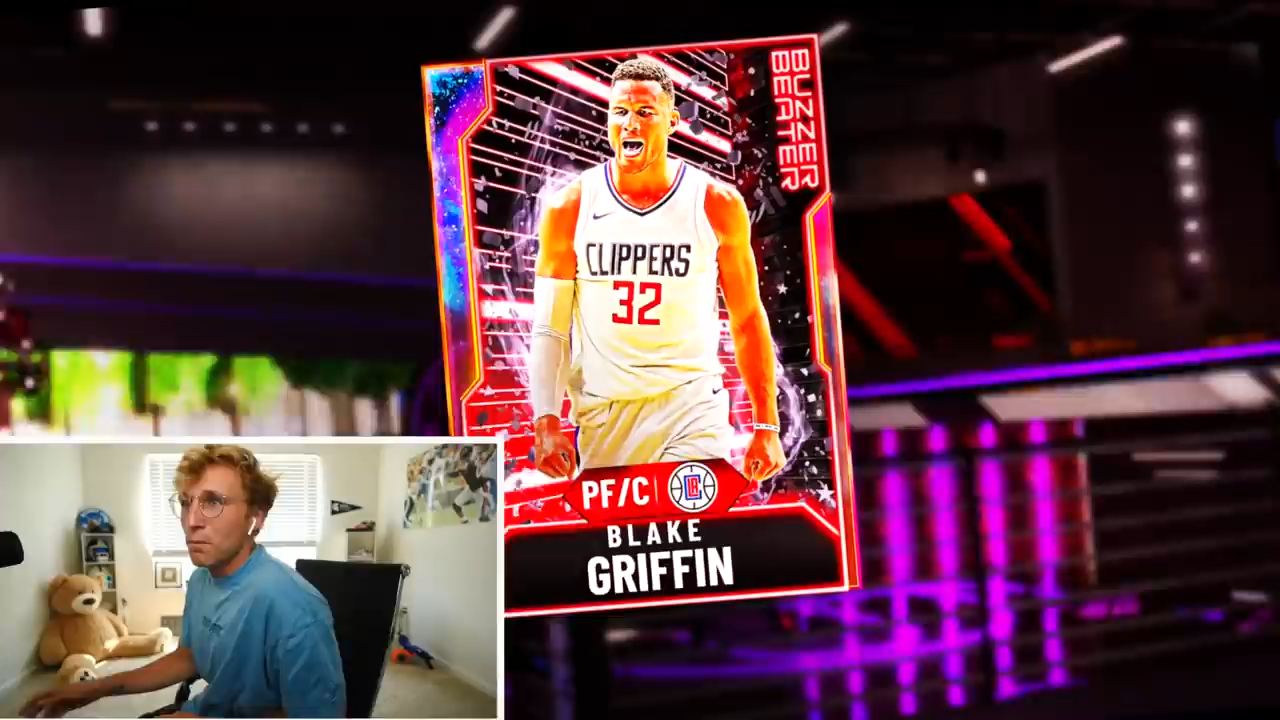 BUZZER
BEATER
CLIPPERS
32
PF/C
BLAKE
GRIFFIN